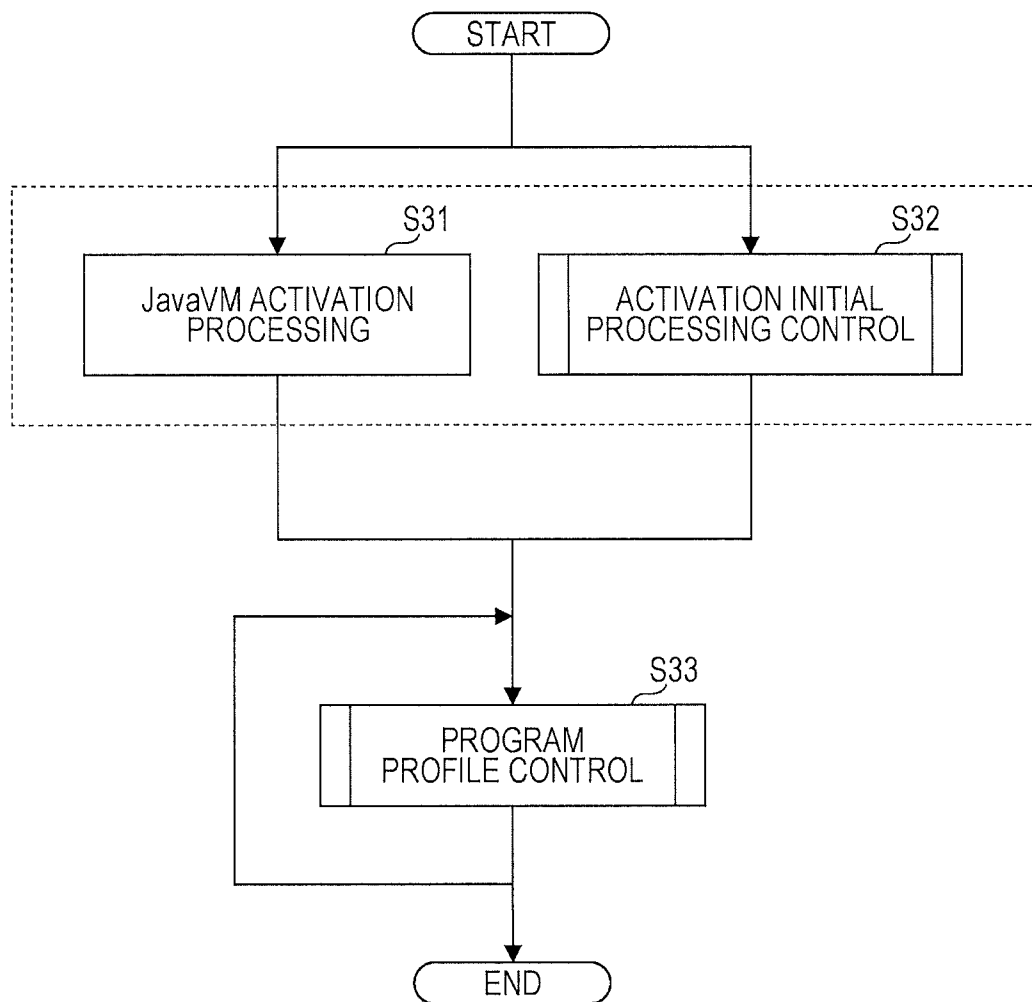 START
S31
S32
JavaVM ACTIVATION
PROCESSING
ACTIVATION INITIAL
PROCESSING CONTROL
S33
PROGRAM
PROFILE CONTROL
END